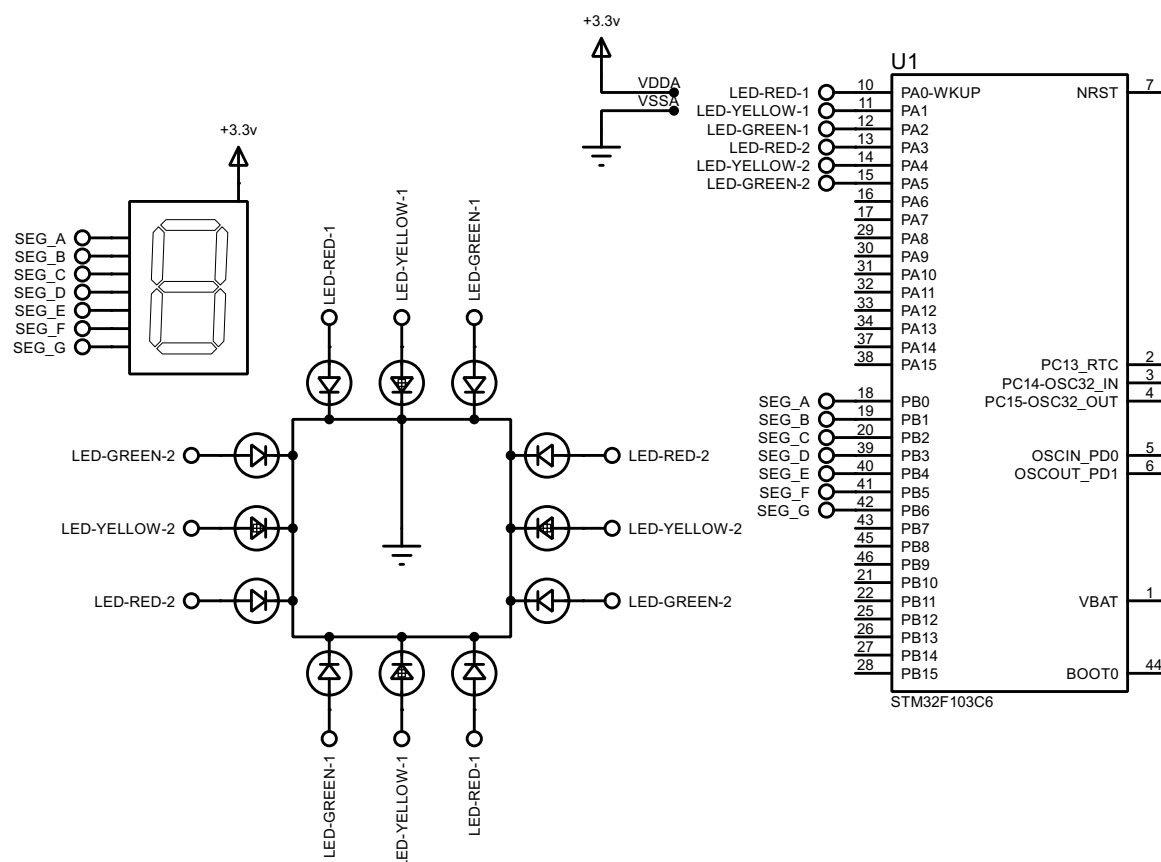 +3.3v
VDDA
VSSA
+3.3v
SEG_A
SEG_B
SEG_C
SEG_D
SEG_E
SEG_F
SEG_G
LED-RED-1
LED-YELLOW-1
LED-GREEN-1
LED-GREEN-2
LED-YELLOW-2
LED-RED-2
LED-RED-2
LED-YELLOW-2
LED-GREEN-2
LED-GREEN-1
LED-YELLOW-1
LED-RED-1
U1
LED-RED-1 10 PA0-WKUP NRST 7
LED-YELLOW-1 11 PA1
LED-GREEN-1 12 PA2
LED-RED-2 13 PA3
LED-YELLOW-2 14 PA4
LED-GREEN-2 15 PA5
16 PA6
17 PA7
29 PA8
30 PA9
31 PA10
32 PA11
33 PA12
34 PA13
37 PA14
38 PA15 PC13_RTC 2
PC14-OSC32_IN 3
SEG_A 18 PB0 PC15-OSC32_OUT 4
SEG_B 19 PB1
SEG_C 20 PB2
SEG_D 39 PB3 OSCIN_PD0 5
SEG_E 40 PB4 OSCOUT_PD1 6
SEG_F 41 PB5
SEG_G 42 PB6
43 PB7
45 PB8
46 PB9
21 PB10
22 PB11 VBAT 1
25 PB12
26 PB13
27 PB14
28 PB15 BOOT0 44
STM32F103C6